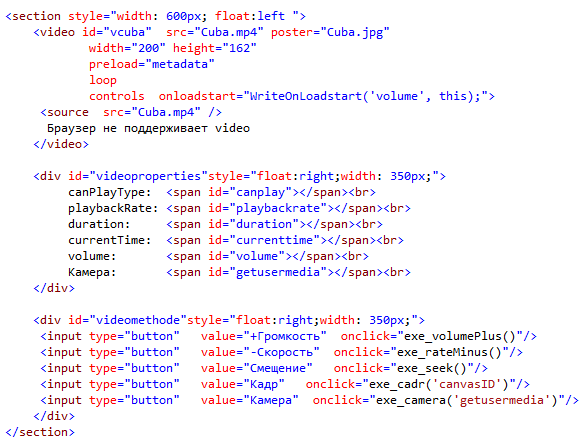 <section style="width: 600px; float:left ">
    <video id="vcuba"  src="Cuba.mp4" poster="Cuba.jpg"
           width="200" height="162"
           preload="metadata"
           loop
           controls  onloadstart="WriteOnLoadstart('volume', this);">
     <source  src="Cuba.mp4" />
      Браузер не поддерживает video
    </video>

    <div id="videoproperties"style="float:right;width: 350px;">
         canPlayType:  <span id="canplay"></span><br>
         playbackRate: <span id="playbackrate"></span><br>
         duration:     <span id="duration"></span><br>
         currentTime:  <span id="currenttime"></span><br>
         volume:       <span id="volume"></span><br>
         Камера:       <span id="getusermedia"></span><br>
    </div>

    <div id="videomethode"style="float:right;width: 350px;">
     <input type="button"   value="+Громкость"  onclick="exe_volumePlus()"/>
     <input type="button"   value="-Скорость"  onclick="exe_rateMinus()"/>
     <input type="button"   value="Смещение"   onclick="exe_seek()"/>
     <input type="button"   value="Кадр"   onclick="exe_cadr('canvasID')"/>
     <input type="button"   value="Камера"  onclick="exe_camera('getusermedia')"/>
    </div>
</section>